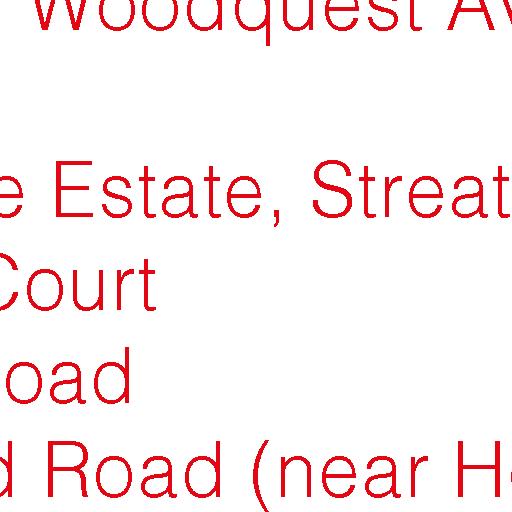 Woodquest Av
e Estate, Streat
Court
oad
d Road (near H